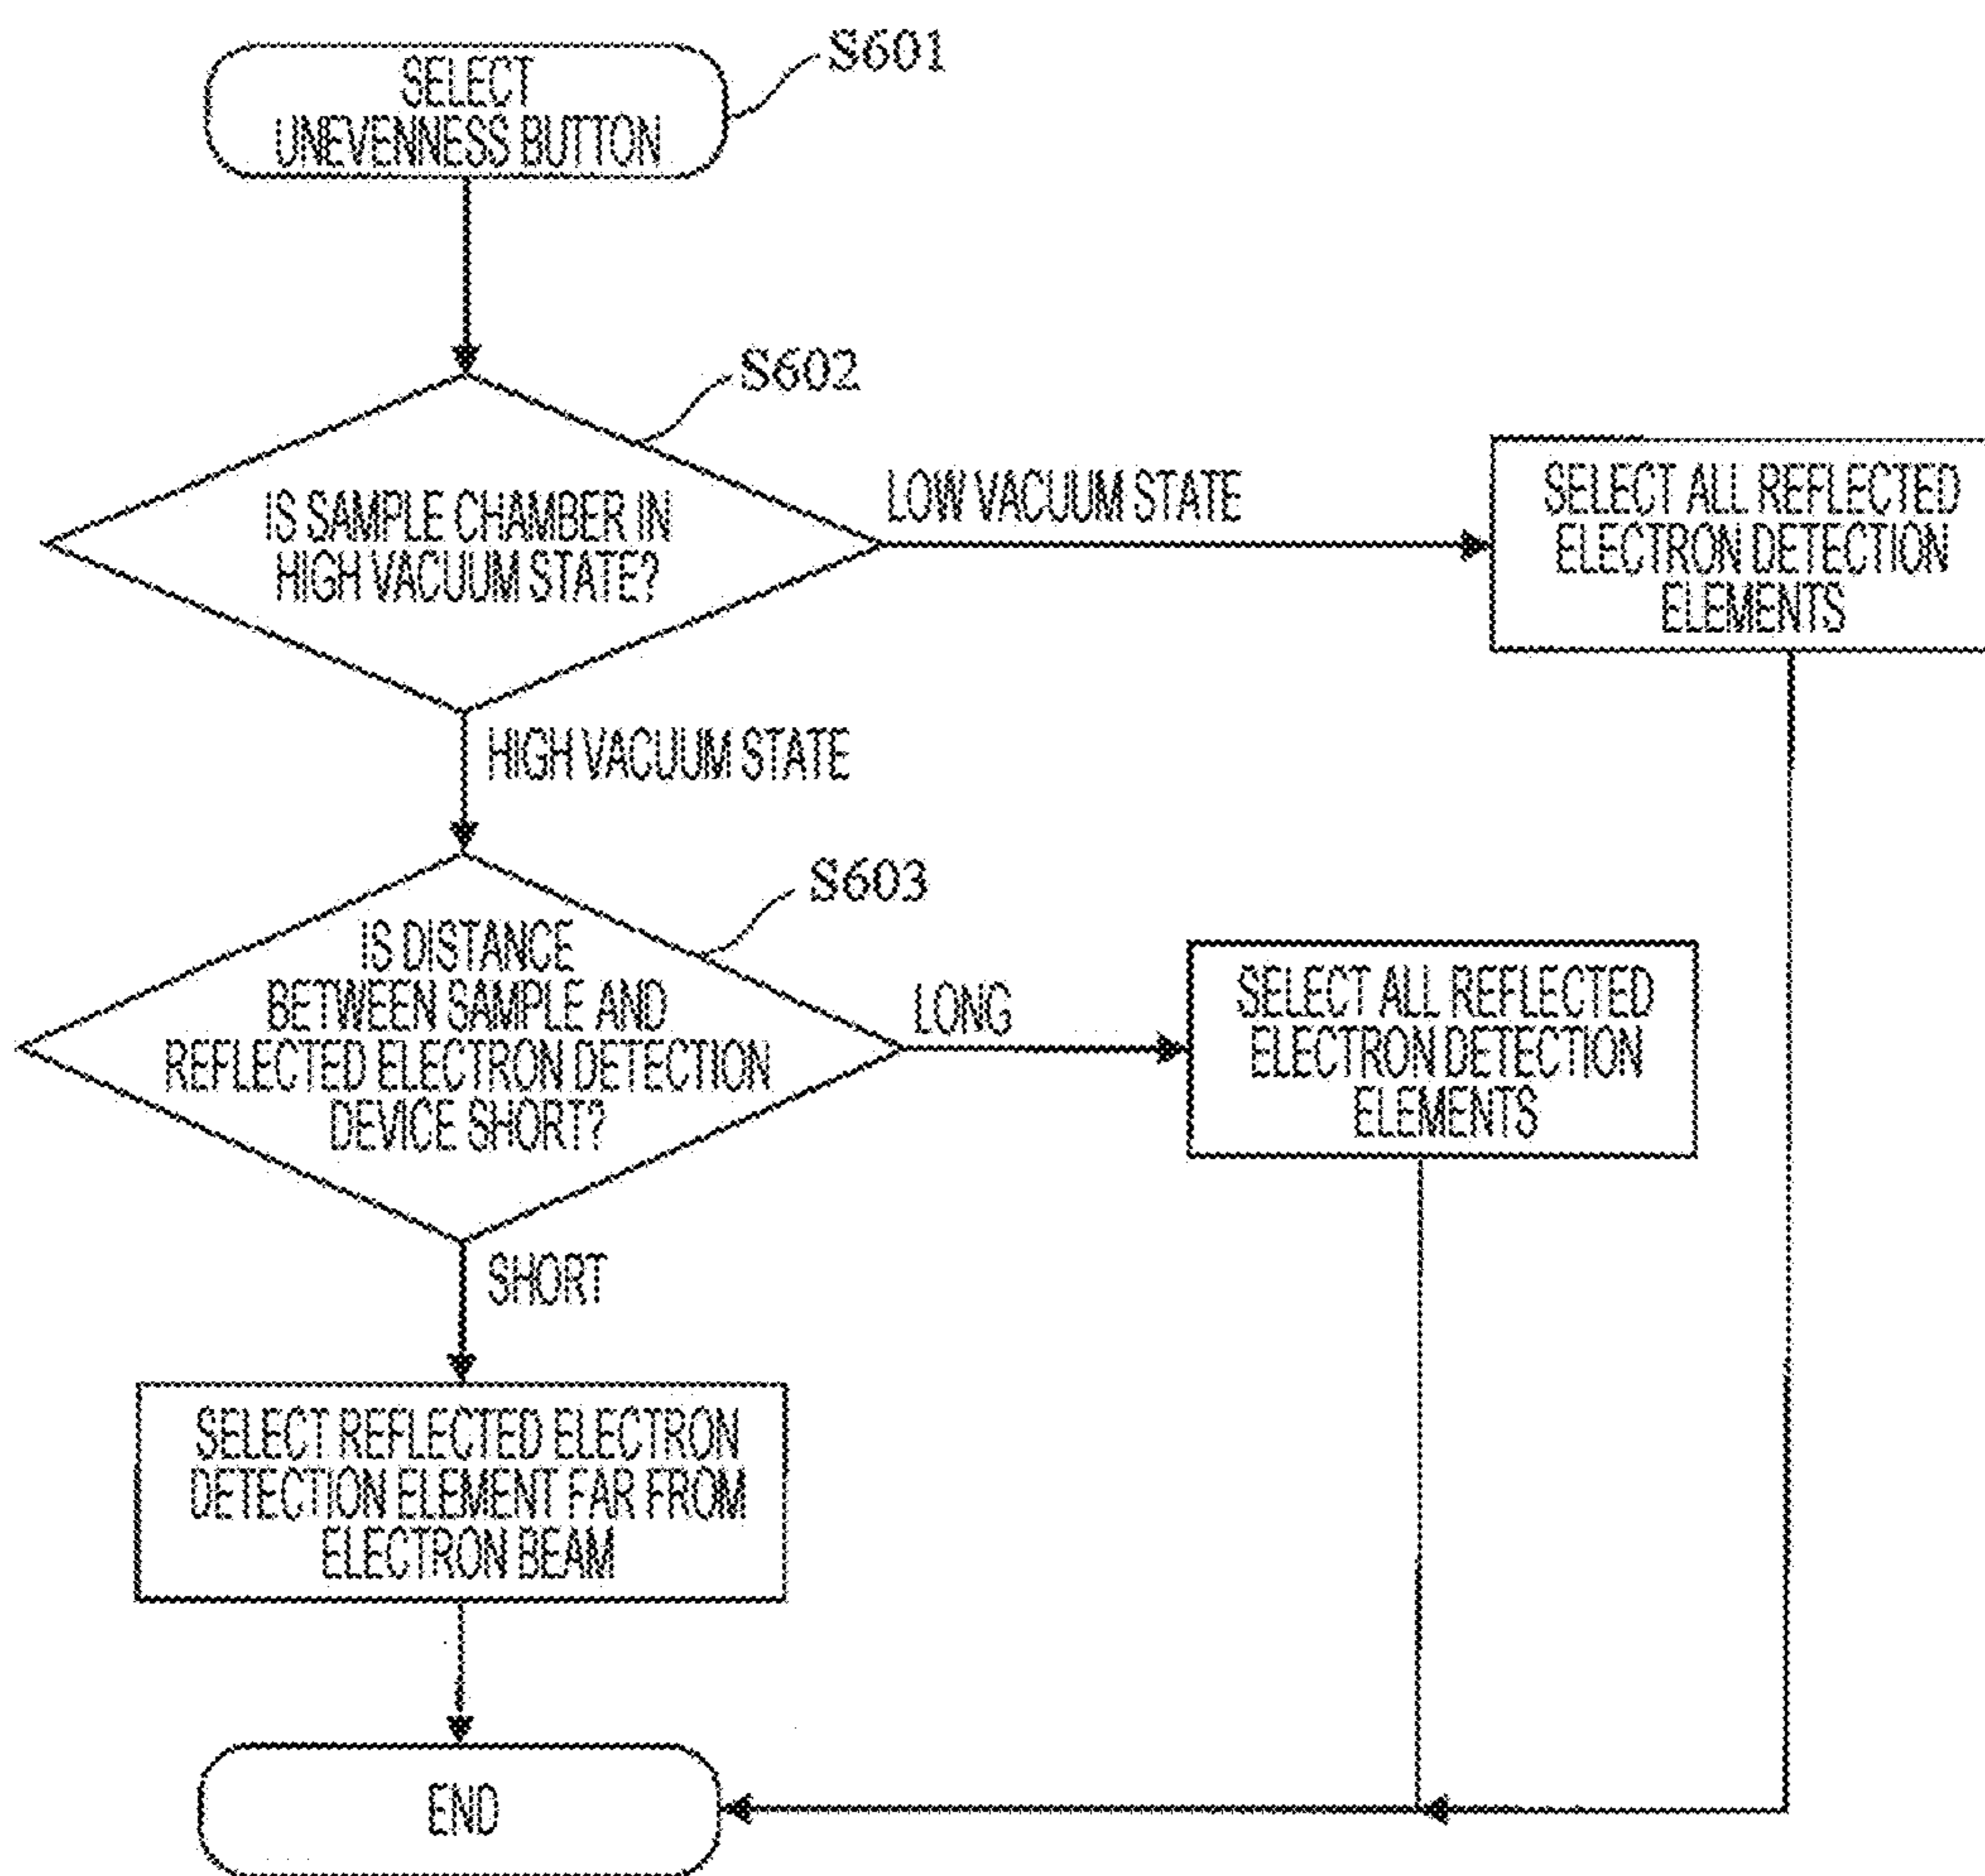 SELECT
UNEVENNESS BUTTON
S601
S602
IS SAMPLE CHAMBER IN
HIGH VACUUM STATE?
LOW VACUUM STATE
SELECT ALL REFLECTED
ELECTRON DETECTION
ELEMENTS
HIGH VACUUM STATE
S603
IS DISTANCE
BETWEEN SAMPLE AND
REFLECTED ELECTRON DETECTION
DEVICE SHORT?
LONG
SELECT ALL REFLECTED
ELECTRON DETECTION
ELEMENTS
SHORT
SELECT REFLECTED ELECTRON
DETECTION ELEMENT FAR FROM
ELECTRON BEAM
END